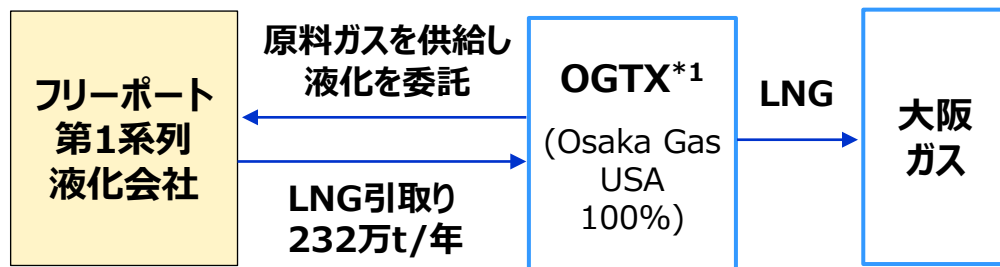 フリーポート
第1系列
液化会社
原料ガスを供給し
液化を委託
LNG引取り
232万t/年
OGTX*1
(Osaka Gas
USA
100%)
LNG
大阪
ガス